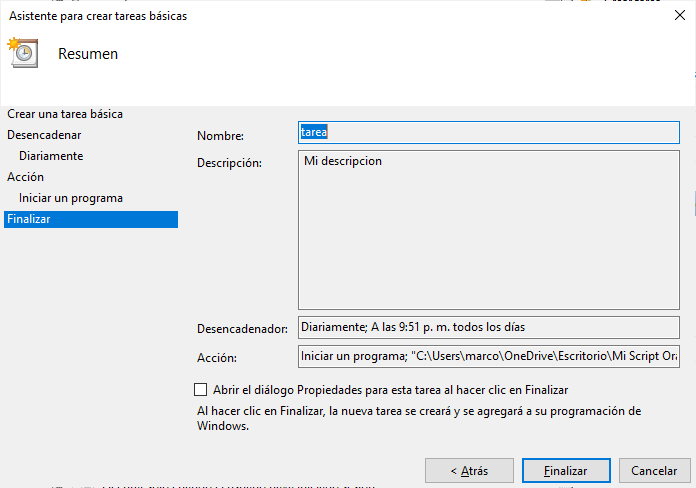 Asistente para crear tareas básicas
Resumen
Crear una tarea básica
Desencadenar
Diariamente
Acción
Iniciar un programa
Finalizar
Nombre:
tarea
Descripción:
Mi descripcion
Desencadenador:
Diariamente; A las 9:51 p. m. todos los días
Acción:
Iniciar un programa; "C:\Users\marco\OneDrive\Escritorio\Mi Script Ora
Abrir el diálogo Propiedades para esta tarea al hacer clic en Finalizar
Al hacer clic en Finalizar, la nueva tarea se creará y se agregará a su programación de
Windows.
< Atrás
Finalizar
Cancelar